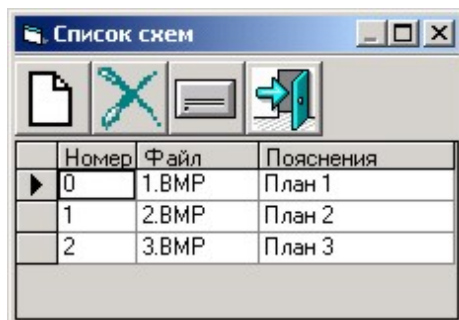 Список схем
Номер Файл Пояснения
0 1.BMP План 1
1 2.BMP План 2
2 3.BMP План 3